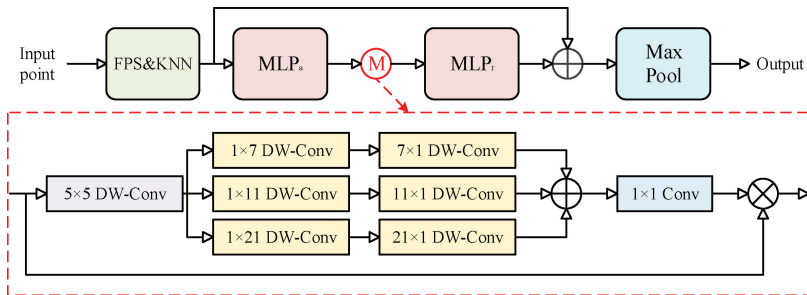 Input
point
FPS&KNN
MLPa
M
MLPr
Max
Pool
Output
1×7 DW-Conv
7×1 DW-Conv
5×5 DW-Conv
1×11 DW-Conv
11×1 DW-Conv
1×1 Conv
1×21 DW-Conv
21×1 DW-Conv